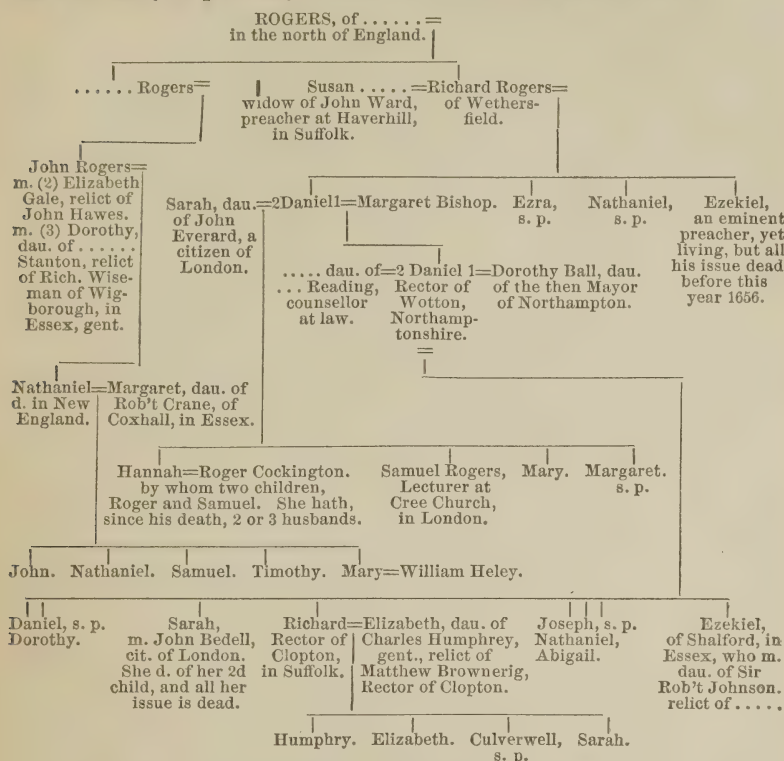 ROGERS, of . . . . . . =
in the north of England.
. . . . . . Rogers=
Susan . . . . . =Richard Rogers=
widow of John Ward, of Wethers-
preacher at Haverhill, field.
in Suffolk.
John Rogers=
m. (2) Elizabeth
Gale, relict of
John Hawes.
m. (3) Dorothy,
dau. of . . . . . .
Stanton, relict
of Rich. Wise-
man of Wig-
borough, in
Essex, gent.
Sarah, dau.=2Daniel1=Margaret Bishop.
of John
Everard, a
citizen of
London.
Ezra,
s. p.
Nathaniel,
s. p.
Ezekiel,
an eminent
preacher, yet
living, but all
his issue dead
before this
year 1656.
. . . . . dau. of=2 Daniel 1=Dorothy Ball, dau.
. . . Reading, Rector of of the then Mayor
counsellor Wotton, of Northampton.
at law. Northamp-
tonshire.
=
Nathaniel=Margaret, dau. of
d. in New Rob't Crane, of
England. Coxhall, in Essex.
Hannah=Roger Cockington.
by whom two children,
Roger and Samuel. She hath,
since his death, 2 or 3 husbands.
Samuel Rogers,
Lecturer at
Cree Church,
in London.
Mary.
Margaret.
s. p.
John. Nathaniel. Samuel. Timothy. Mary=William Heley.
Daniel, s. p.
Dorothy.
Sarah,
m. John Bedell,
cit. of London.
She d. of her 2d
child, and all her
issue is dead.
Richard=Elizabeth, dau. of
Rector of Charles Humphrey,
Clopton, gent., relict of
in Suffolk. Matthew Brownerig,
Rector of Clopton.
Joseph, s. p.
Nathaniel,
Abigail.
Ezekiel,
of Shalford, in
Essex, who m.
dau. of Sir
Rob't Johnson.
relict of . . . . .
Humphry. Elizabeth. Culverwell, Sarah.
s. p.